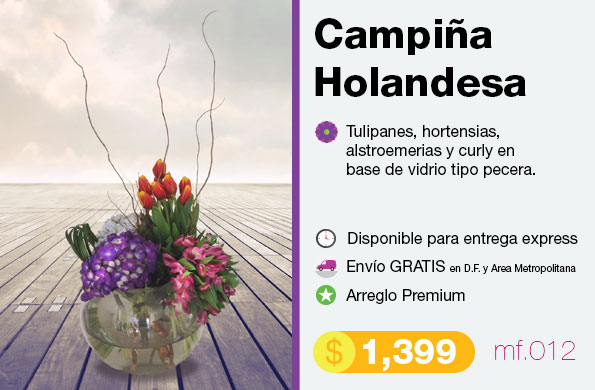 Campiña
Holandesa
Tulipanes, hortensias,
alstroemerias y curly en
base de vidrio tipo pecera.
Disponible para entrega express
Envío GRATIS en D.F. y Area Metropolitana
Arreglo Premium
$ 1,399 mf.012